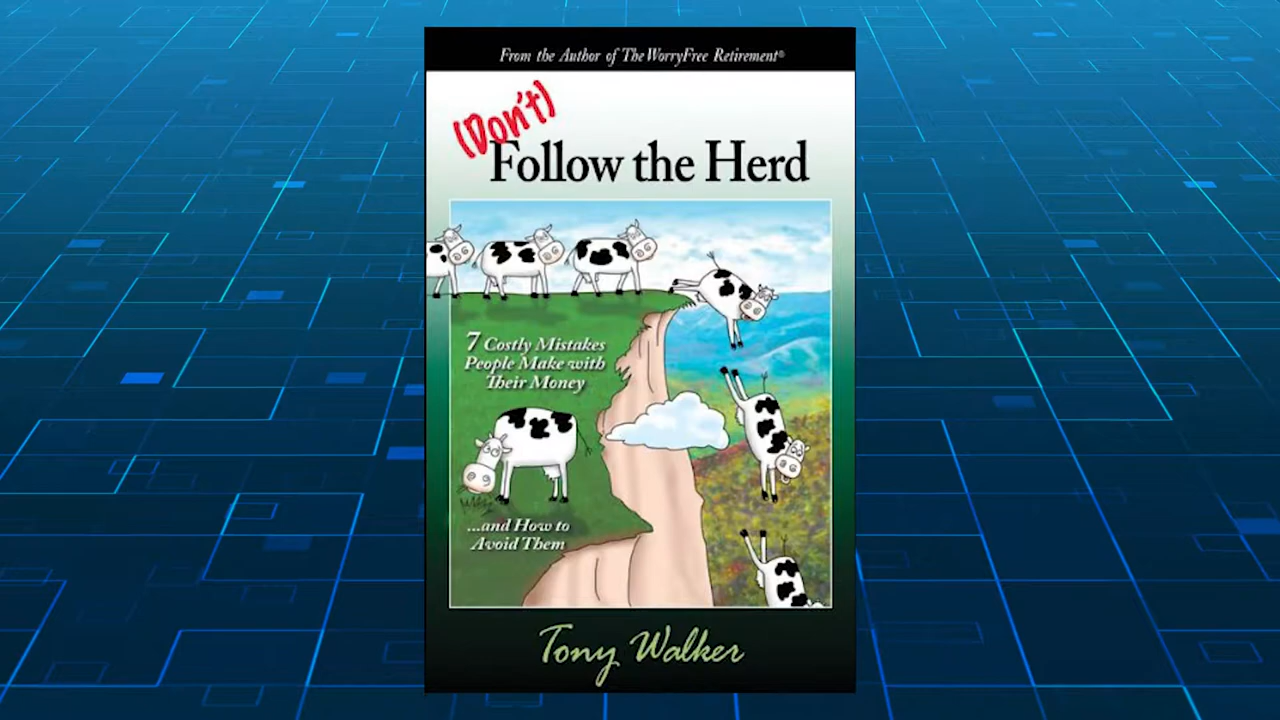 From the Author of The WorryFree Retirement®
(Don't)
Follow the Herd
7 Costly Mistakes
People Make with
Their Money
...and How to
Avoid Them
Tony Walker